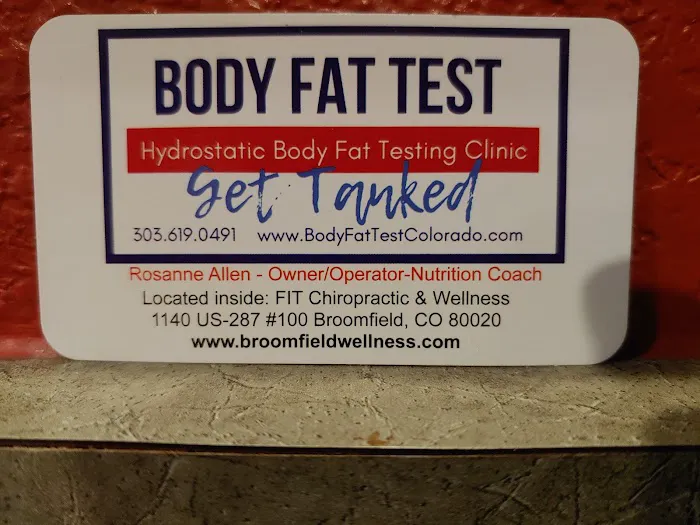 BODY FAT TEST
Hydrostatic Body Fat Testing Clinic
Get Tanked
303.619.0491 www.BodyFatTestColorado.com
Rosanne Allen - Owner/Operator-Nutrition Coach
Located inside: FIT Chiropractic & Wellness
1140 US-287 #100 Broomfield, CO 80020
www.broomfieldwellness.com